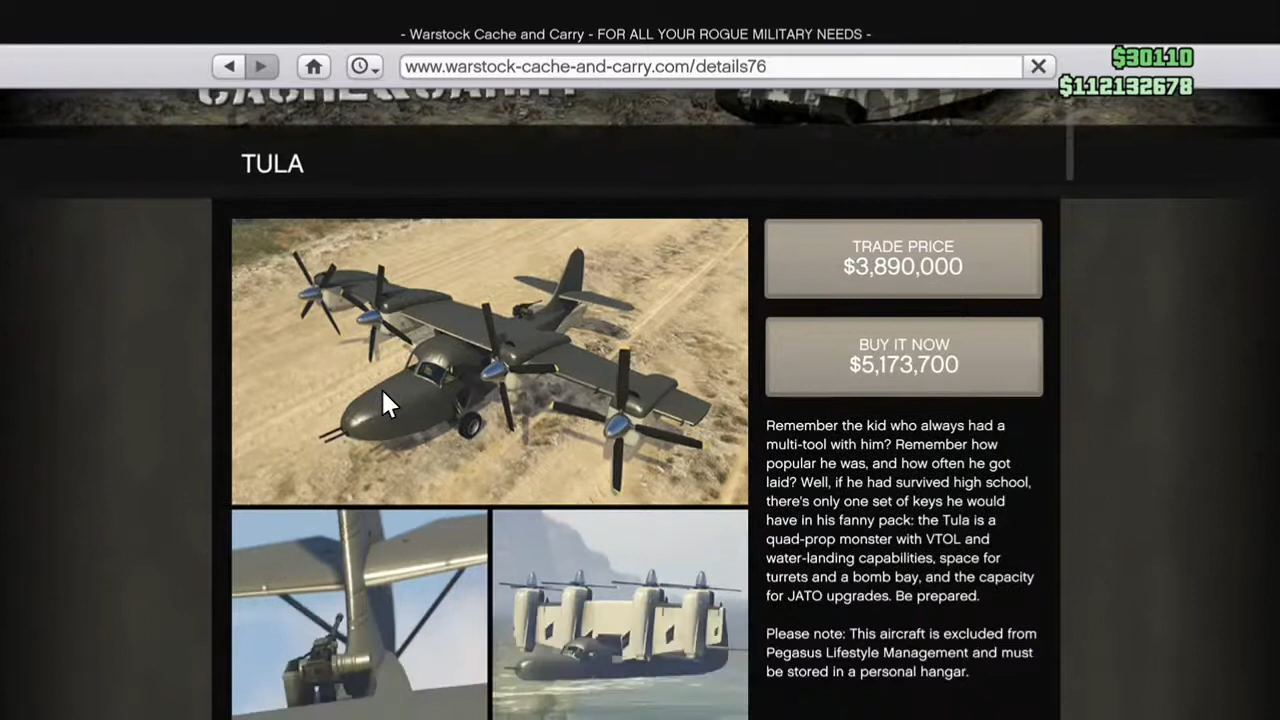 - Warstock Cache and Carry - FOR ALL YOUR ROGUE MILITARY NEEDS -
www.warstock-cache-and-carry.com/details76
$30110
$112132678
CACHE & CARRY
TULA
TRADE PRICE
$3,890,000
BUY IT NOW
$5,173,700
Remember the kid who always had a
multi-tool with him? Remember how
popular he was, and how often he got
laid? Well, if he had survived high school,
there's only one set of keys he would
have in his fanny pack: the Tula is a
quad-prop monster with VTOL and
water-landing capabilities, space for
turrets and a bomb bay, and the capacity
for JATO upgrades. Be prepared.
Please note: This aircraft is excluded from
Pegasus Lifestyle Management and must
be stored in a personal hangar.